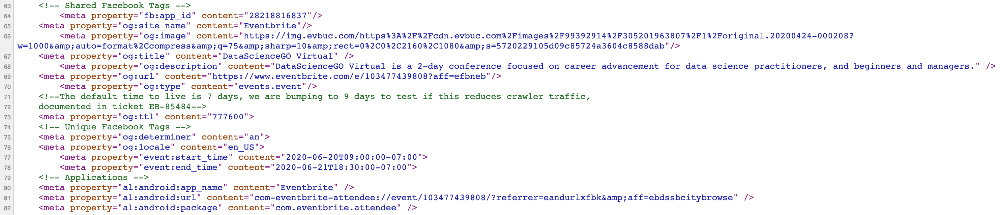 63 <!-- Shared Facebook Tags -->
64 <meta property="fb:app_id" content="28218816837"/>
65 <meta property="og:site_name" content="Eventbrite"/>
66 <meta property="og:image" content="https://img.evbuc.com/https%3A%2F%2Fcdn.evbuc.com%2Fimages%2F99392914%2F305201963807%2F1%2Foriginal.20200424-000208?
w=1000&amp;auto=format%2Ccompress&amp;q=75&amp;sharp=10&amp;rect=0%2C0%2C2160%2C1080&amp;s=5720229105d09c85724a3604c8588dab"/>
67 <meta property="og:title" content="DataScienceGO Virtual" />
68 <meta property="og:description" content="DataScienceGO Virtual is a 2-day conference focused on career advancement for data science practitioners, and beginners and managers." />
69 <meta property="og:url" content="https://www.eventbrite.com/e/103477439808?aff=efbneb"/>
70 <meta property="og:type" content="events.event"/>
71 <!--The default time to live is 7 days, we are bumping to 9 days to test if this reduces crawler traffic,
72 documented in ticket EB-85484-->
73 <meta property="og:ttl" content="777600">
74 <!-- Unique Facebook Tags -->
75 <meta property="og:determiner" content="an">
76 <meta property="og:locale" content="en_US">
77 <meta property="event:start_time" content="2020-06-20T09:00:00-07:00">
78 <meta property="event:end_time" content="2020-06-21T18:30:00-07:00">
79 <!-- Applications -->
80 <meta property="al:android:app_name" content="Eventbrite" />
81 <meta property="al:android:url" content="com-eventbrite-attendee://event/103477439808/?referrer=eandurlxfbk&amp;aff=ebdssbcitybrowse" />
82 <meta property="al:android:package" content="com.eventbrite.attendee" />